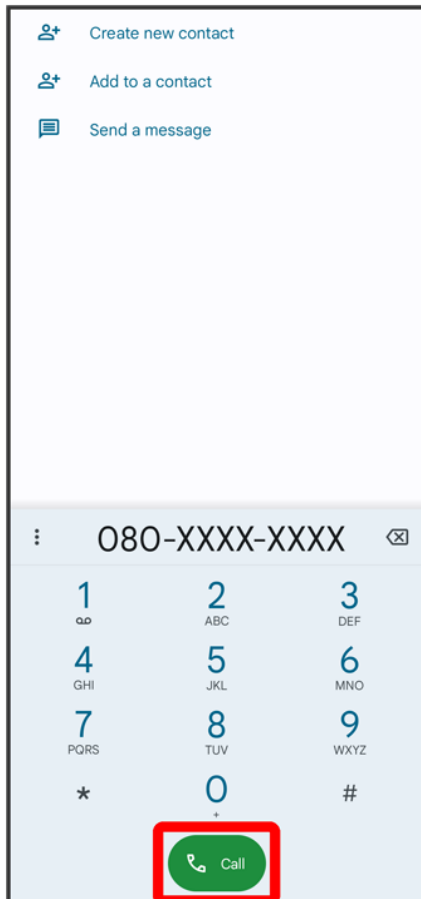 Create new contact
Add to a contact
Send a message
080-XXXX-XXXX
1 2 3
ABC DEF
4 5 6
GHI JKL MNO
7 8 9
PQRS TUV WXYZ
* 0 #
+
Call